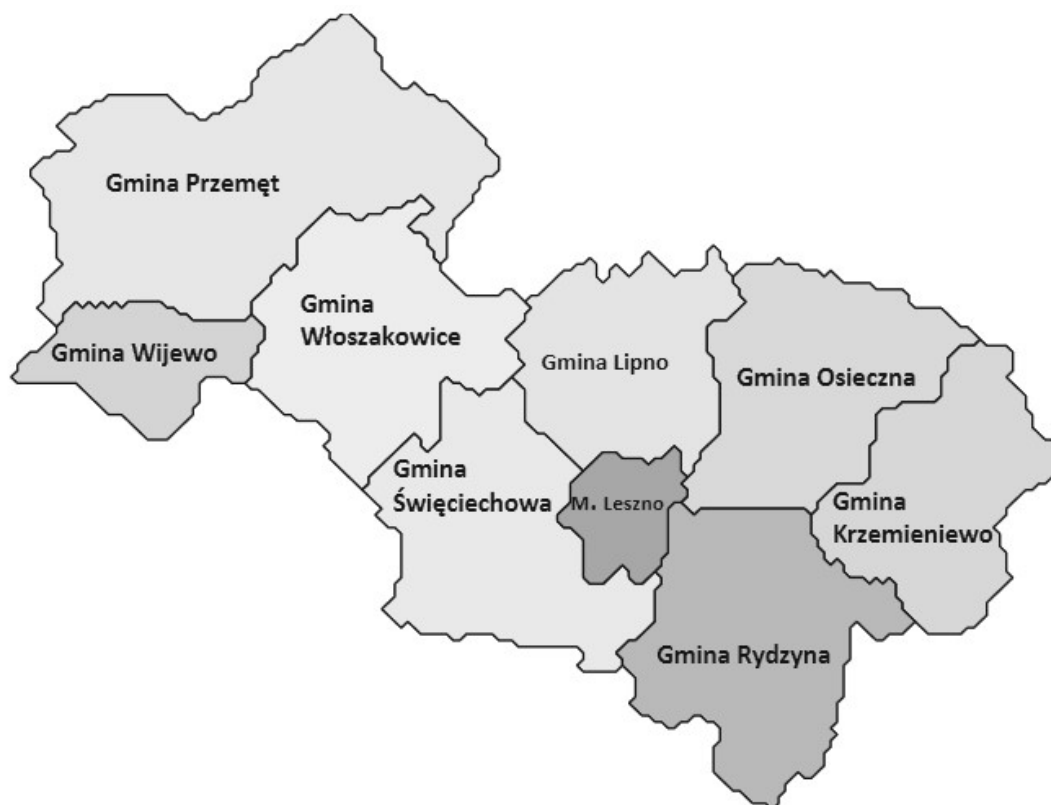 Gmina Przemęt
Gmina
Włoszakowice
Gmina Wijewo
Gmina Lipno
Gmina Osieczna
Gmina
Święciechowa
M. Leszno
Gmina
Krzemieniewo
Gmina Rydzyna